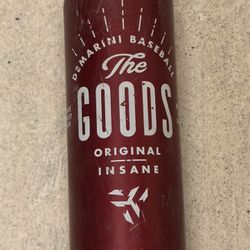 DEMARINI BASEBALL
The
GOODS
ORIGINAL
INSANE